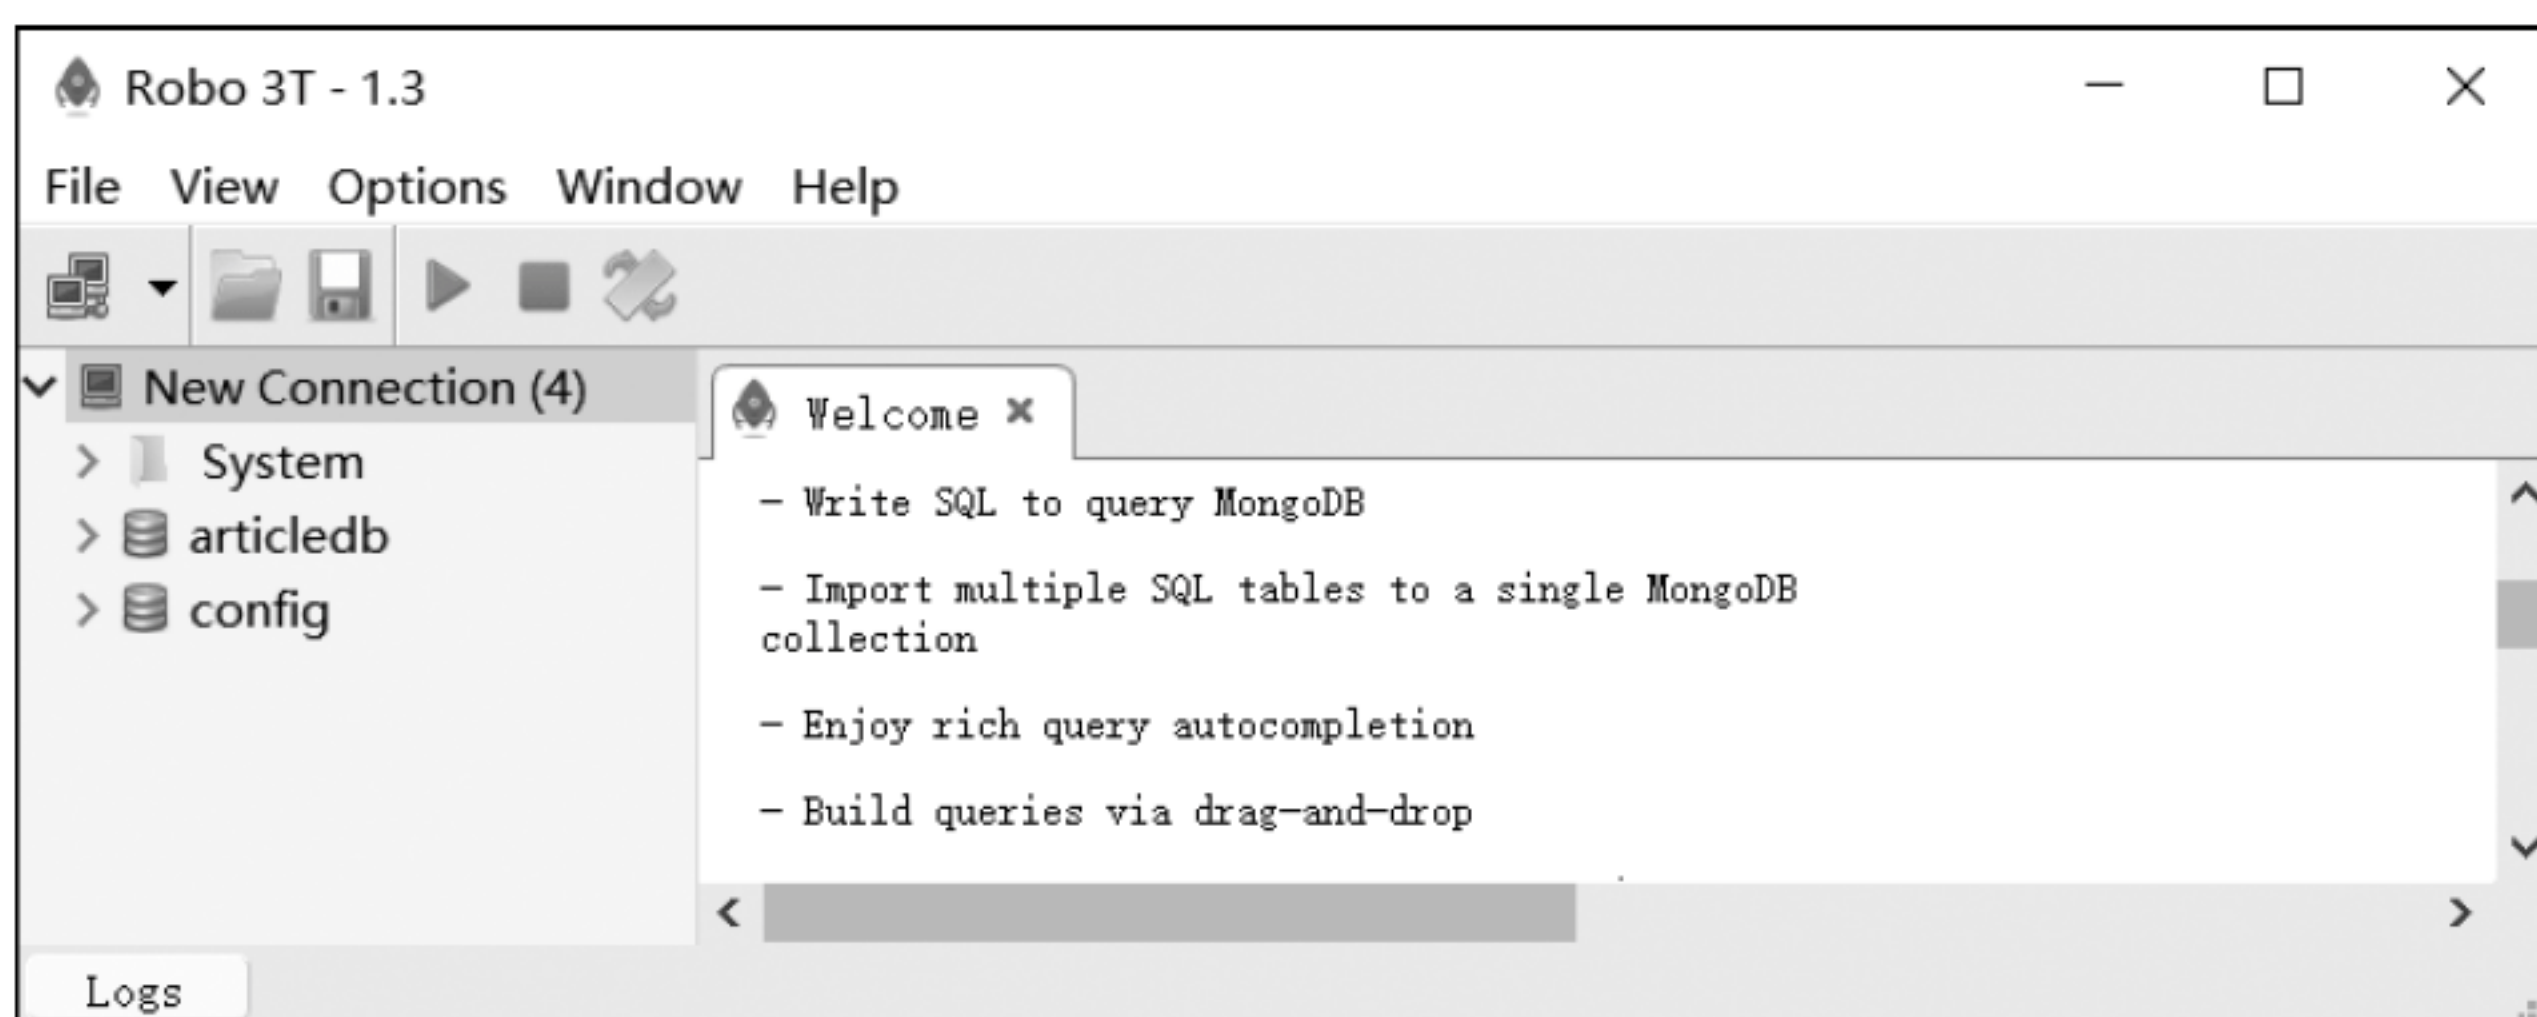 Robo 3T - 1.3
File View Options Window Help
New Connection (4)
System
articledb
config
Welcome
- Write SQL to query MongoDB
- Import multiple SQL tables to a single MongoDB
collection
- Enjoy rich query autocompletion
- Build queries via drag-and-drop
Logs